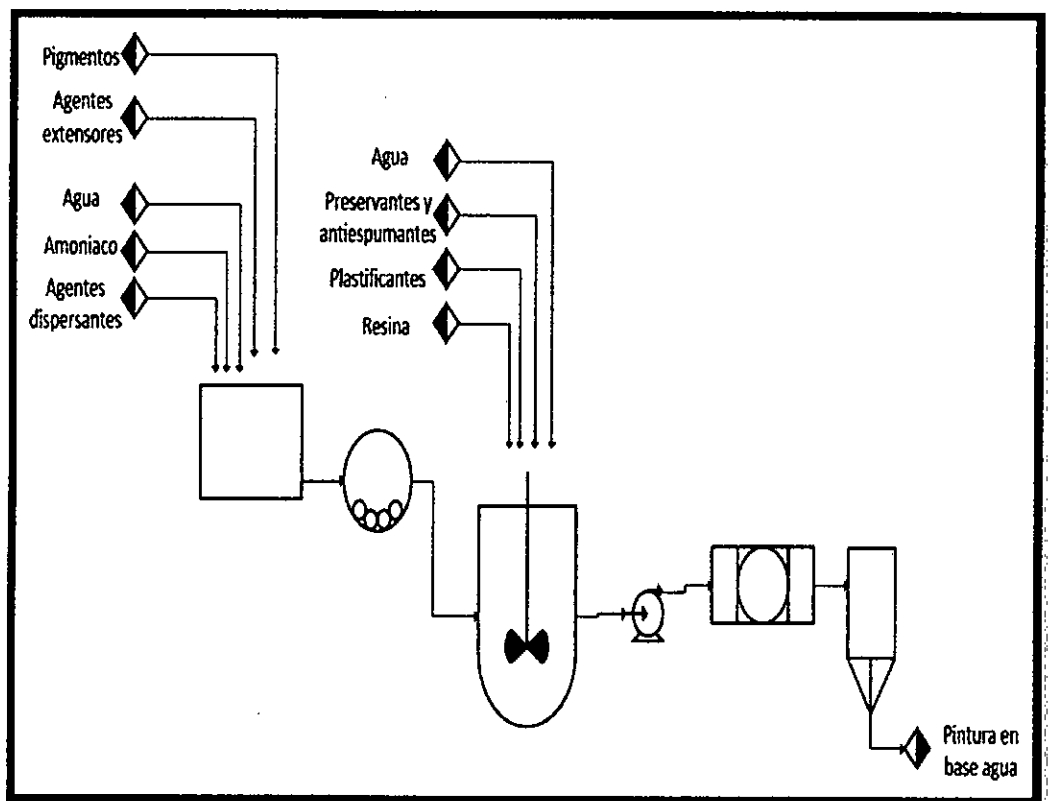 Pigmentos
Agentes
extensores
Agua
Amoniaco
Agentes
dispersantes
Agua
Preservantes y
antiespumantes
Plastificantes
Resina
Pintura en
base agua